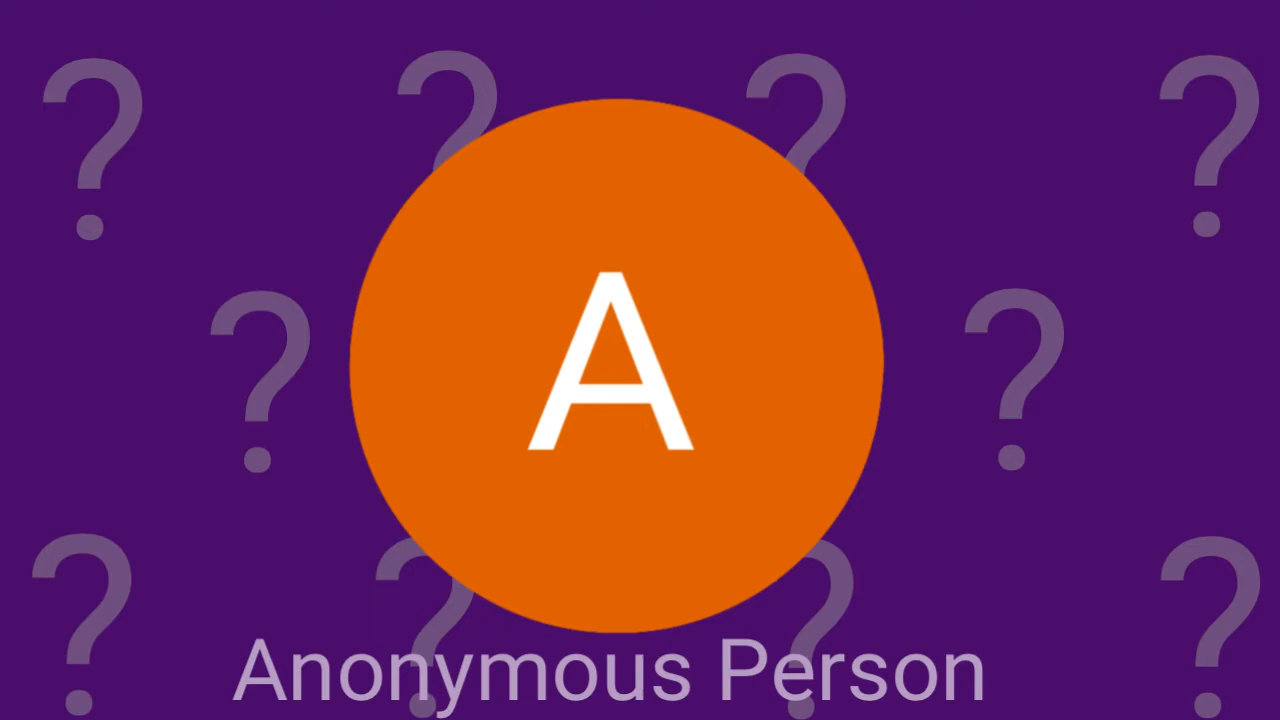 ? ? ? ?
A
? ?
? ? ? ?
Anonymous Person